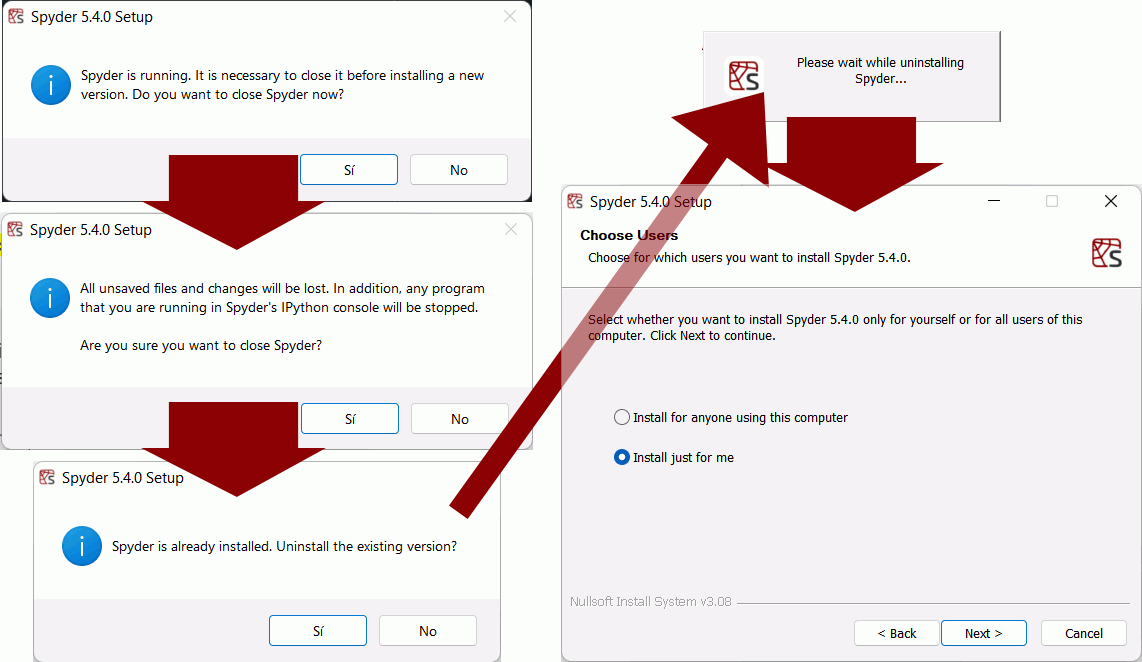 Spyder 5.4.0 Setup
Spyder is running. It is necessary to close it before installing a new
version. Do you want to close Spyder now?
Sí
No
Spyder 5.4.0 Setup
All unsaved files and changes will be lost. In addition, any program
that you are running in Spyder's IPython console will be stopped.
Are you sure you want to close Spyder?
Sí
No
Spyder 5.4.0 Setup
Spyder is already installed. Uninstall the existing version?
Sí
No
Please wait while uninstalling
Spyder...
Spyder 5.4.0 Setup
Choose Users
Choose for which users you want to install Spyder 5.4.0.
Select whether you want to install Spyder 5.4.0 only for yourself or for all users of this
computer. Click Next to continue.
Install for anyone using this computer
Install just for me
Nullsoft Install System v3.08
< Back
Next >
Cancel